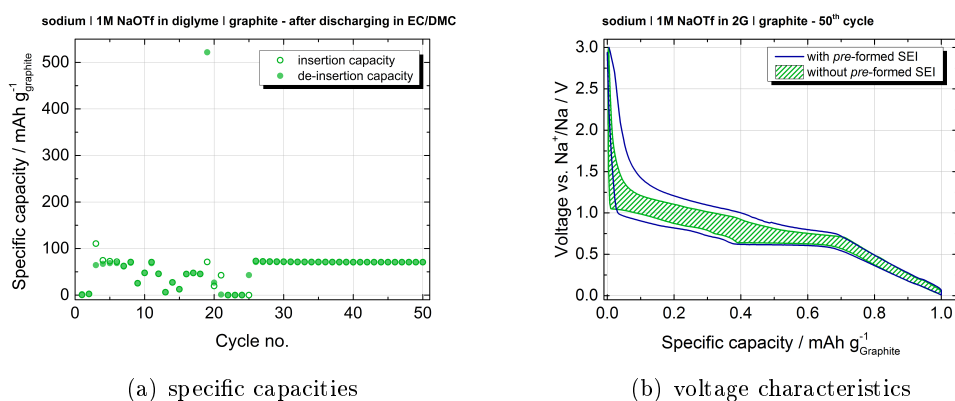 sodium | 1M NaOTf in diglyme | graphite - after discharging in EC/DMC
500
400
300
200
100
0
0
10
20
30
40
50
Specific capacity / mAh g⁻¹graphite
Cycle no.
insertion capacity
de-insertion capacity
(a) specific capacities
sodium | 1M NaOTf in 2G | graphite - 50th cycle
3.0
2.5
2.0
1.5
1.0
0.5
0.0
0.0
0.2
0.4
0.6
0.8
1.0
Voltage vs. Na⁺/Na / V
Specific capacity / mAh g⁻¹Graphite
with pre-formed SEI
without pre-formed SEI
(b) voltage characteristics